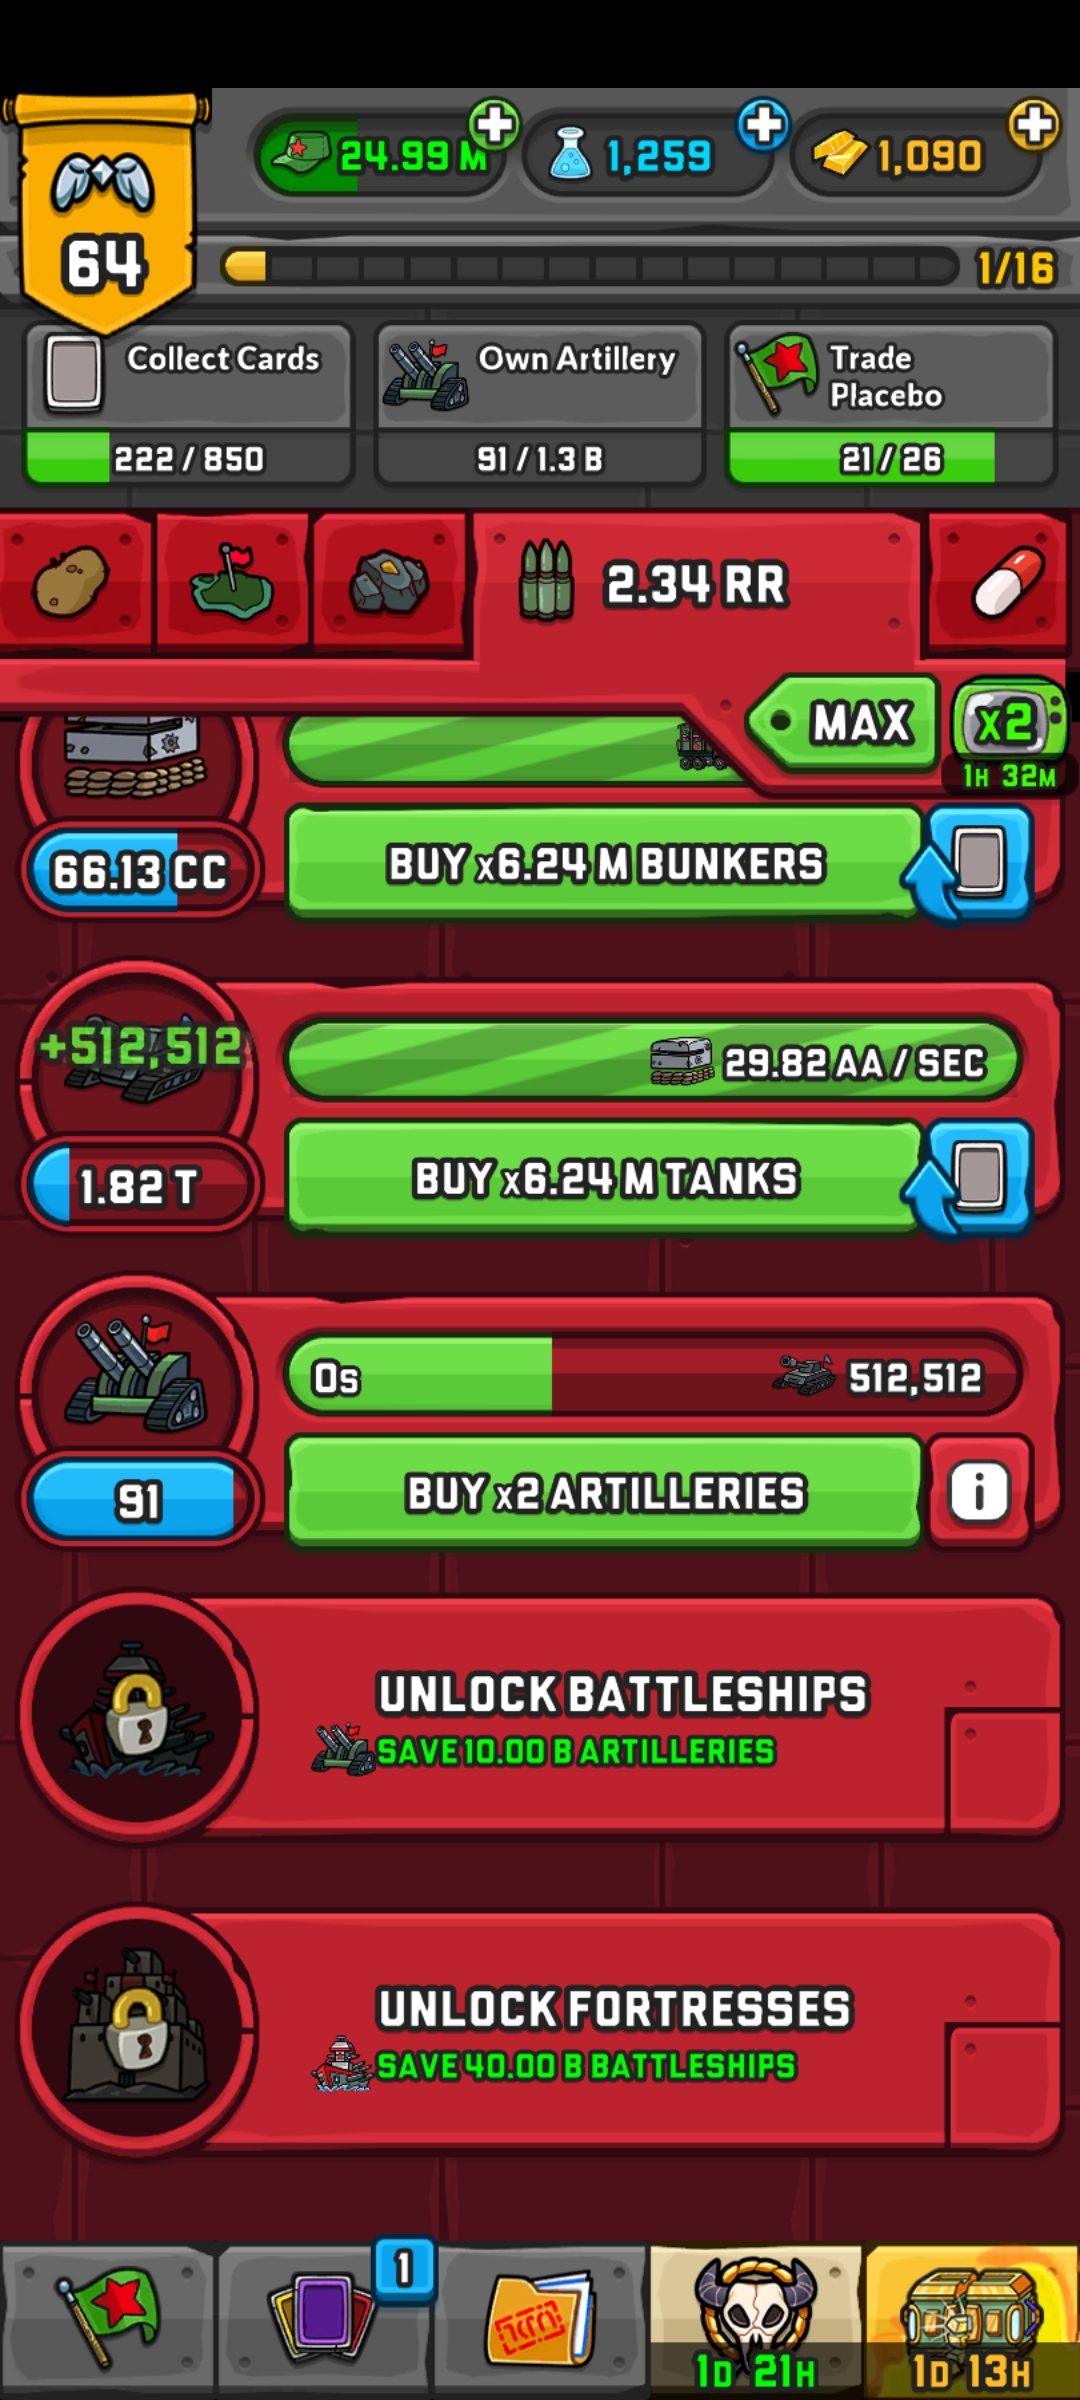 24.99 M
1,259
1,090
64
1/16
Collect Cards
222 / 850
Own Artillery
91 / 1.3 B
Trade
Placebo
21 / 26
2.34 RR
MAX
x2
1H 32M
66.13 CC
BUY x6.24 M BUNKERS
+512,512
29.82 AA / SEC
1.82 T
BUY x6.24 M TANKS
0s
512,512
91
BUY x2 ARTILLERIES
i
UNLOCK BATTLESHIPS
SAVE 10.00 B ARTILLERIES
UNLOCK FORTRESSES
SAVE 40.00 B BATTLESHIPS
1
1D 21H
1D 13H